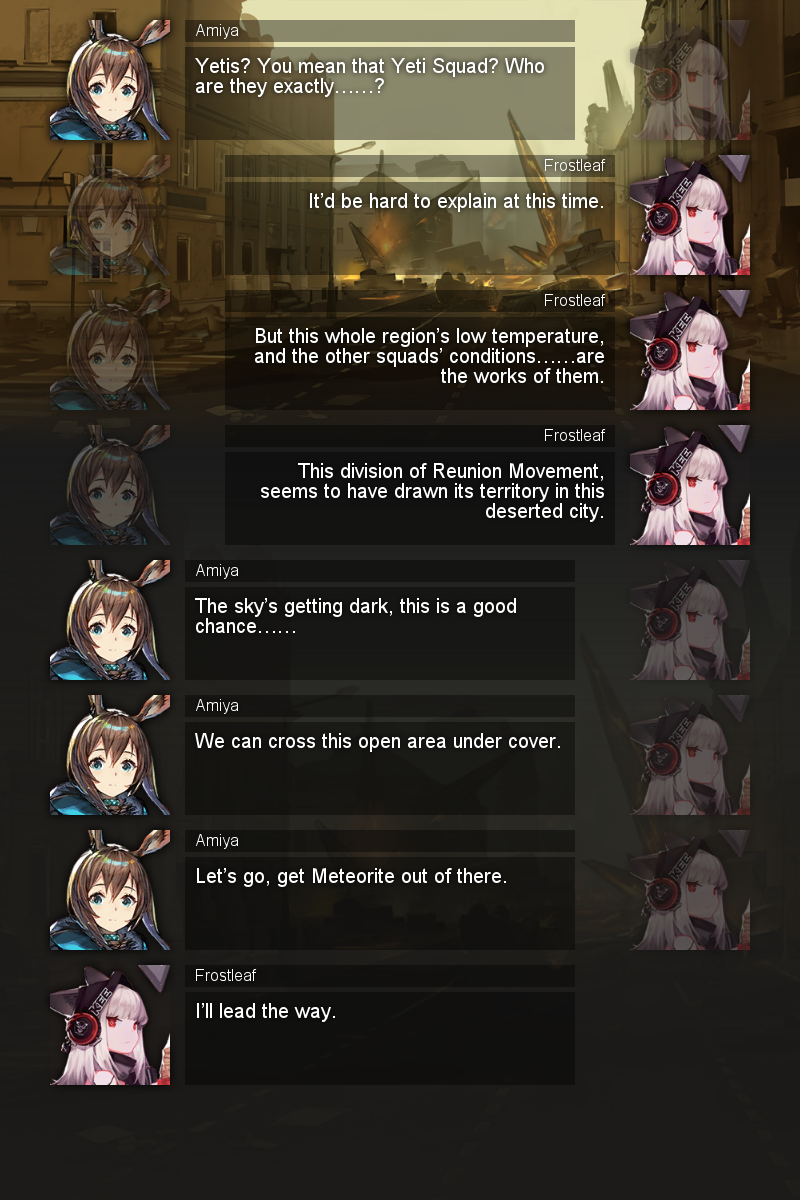 Amiya
Yetis? You mean that Yeti Squad? Who
are they exactly……?
Frostleaf
It’d be hard to explain at this time.
Frostleaf
But this whole region’s low temperature,
and the other squads’ conditions……are
the works of them.
Frostleaf
This division of Reunion Movement,
seems to have drawn its territory in this
deserted city.
Amiya
The sky’s getting dark, this is a good
chance……
Amiya
We can cross this open area under cover.
Amiya
Let’s go, get Meteorite out of there.
Frostleaf
I’ll lead the way.